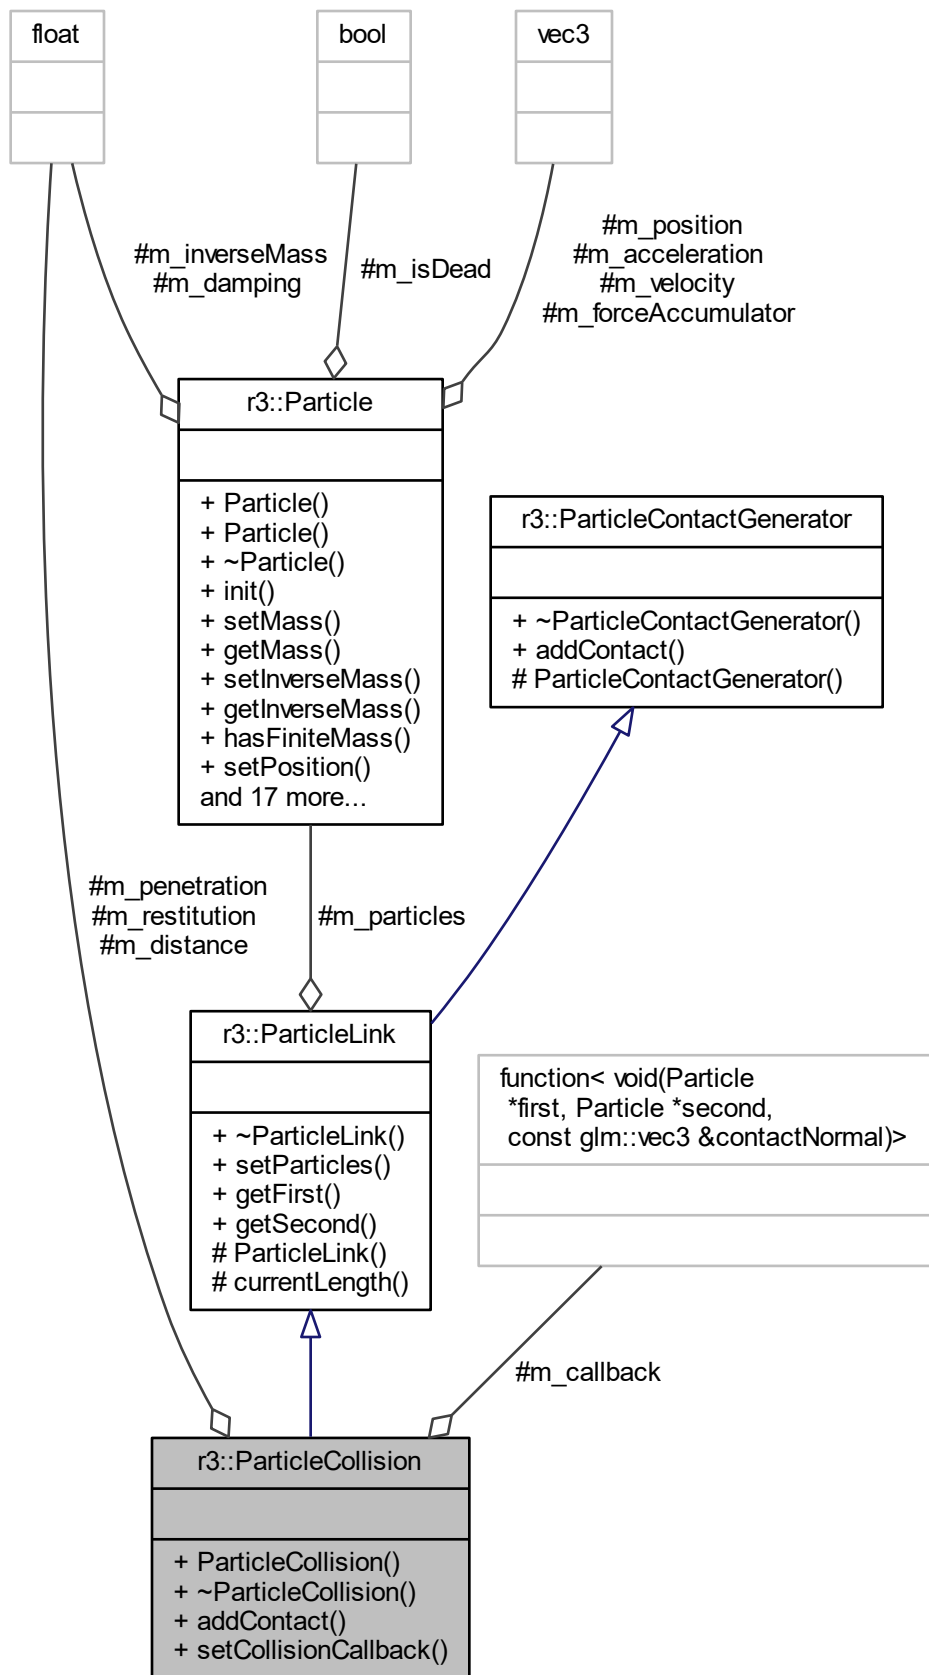 float
bool
vec3
#m_inverseMass
#m_damping
#m_isDead
#m_position
#m_acceleration
#m_velocity
#m_forceAccumulator
r3::Particle
+ Particle()
+ Particle()
+ ~Particle()
+ init()
+ setMass()
+ getMass()
+ setInverseMass()
+ getInverseMass()
+ hasFiniteMass()
+ setPosition()
and 17 more...
r3::ParticleContactGenerator
+ ~ParticleContactGenerator()
+ addContact()
# ParticleContactGenerator()
#m_penetration
#m_restitution
#m_distance
#m_particles
r3::ParticleLink
+ ~ParticleLink()
+ setParticles()
+ getFirst()
+ getSecond()
# ParticleLink()
# currentLength()
function< void(Particle
*first, Particle *second,
const glm::vec3 &contactNormal)>
#m_callback
r3::ParticleCollision
+ ParticleCollision()
+ ~ParticleCollision()
+ addContact()
+ setCollisionCallback()